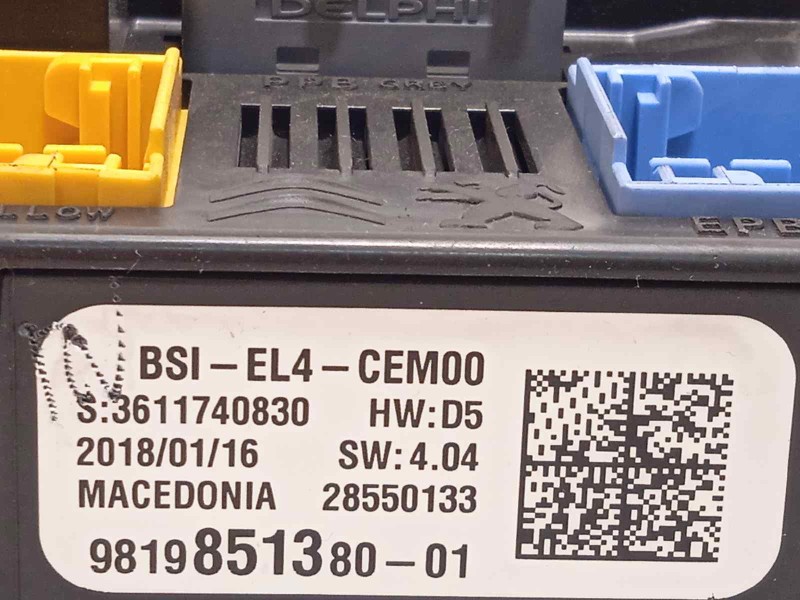 DELPHI
PPB GREY
LLOW
EPB
BSI-EL4-CEM00
S:3611740830 HW:D5
2018/01/16 SW:4.04
MACEDONIA 28550133
9819851380-01